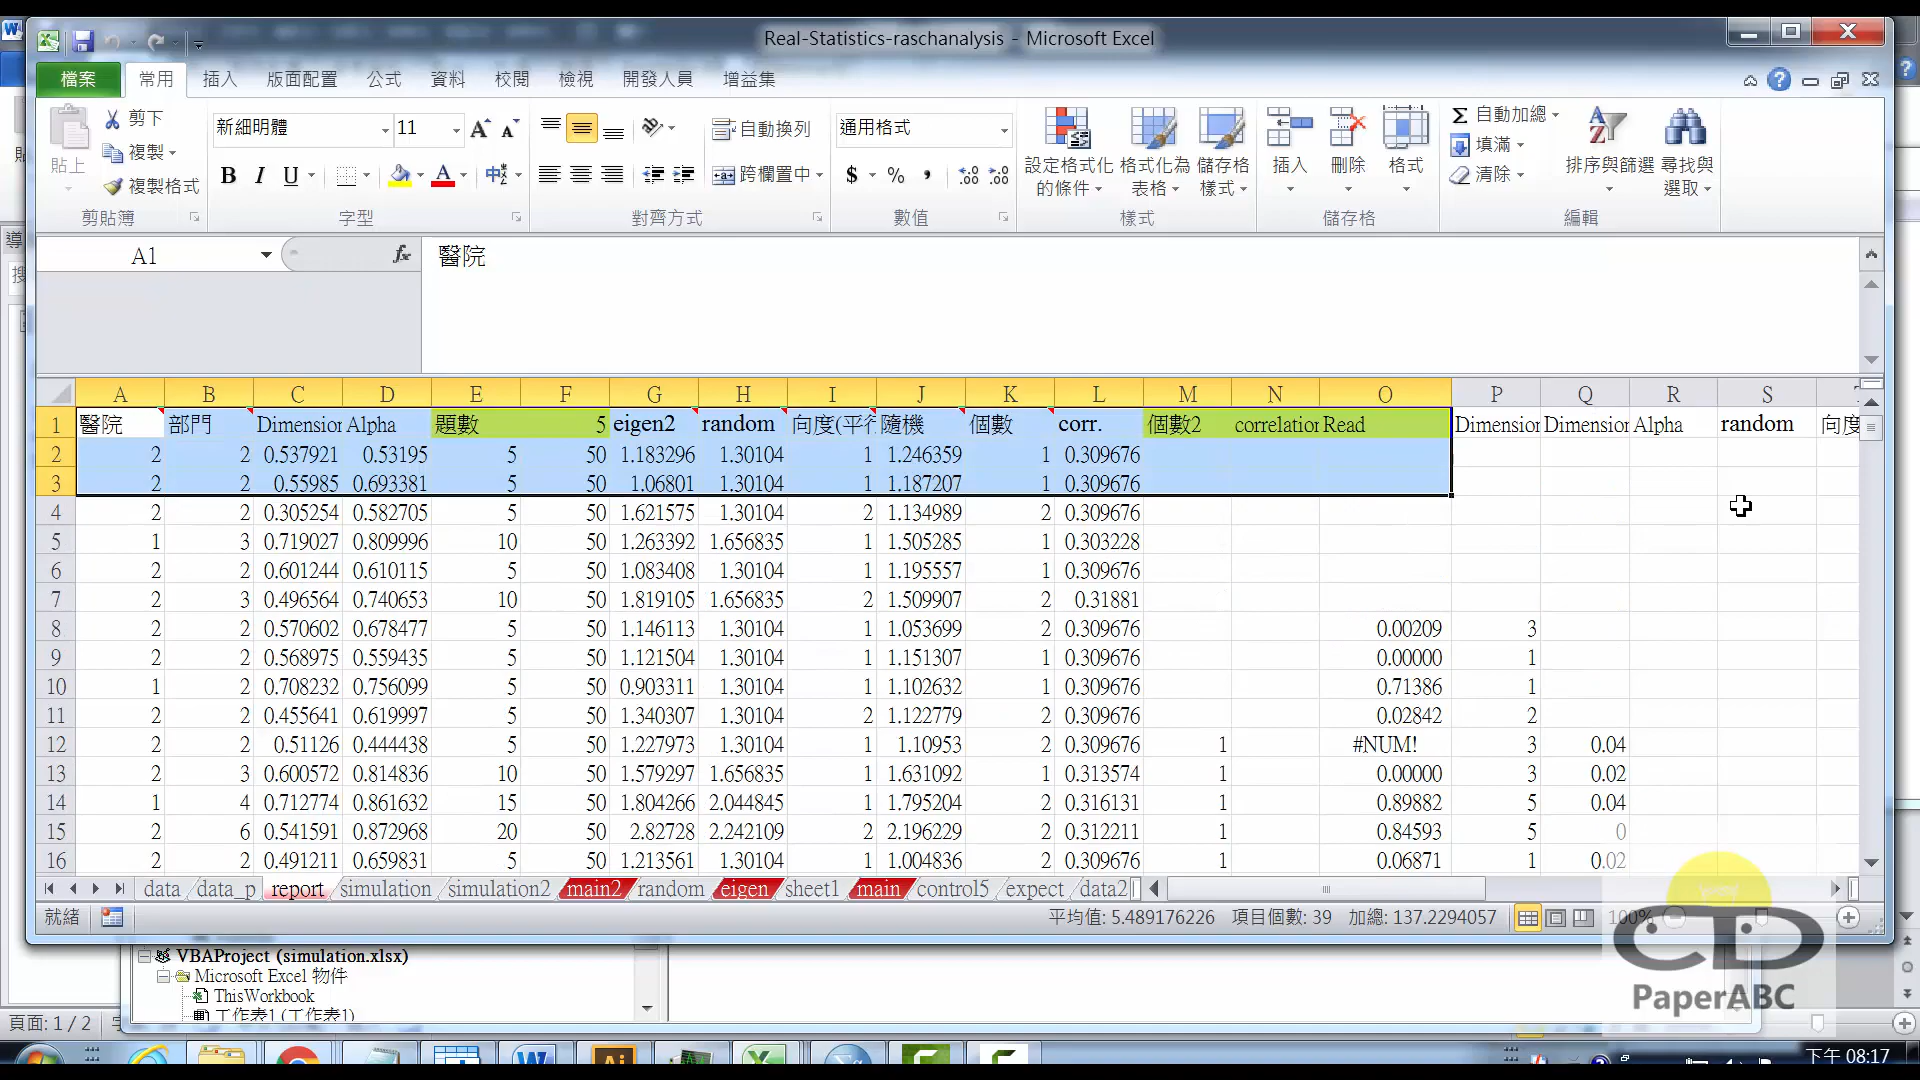 Real-Statistics-raschanalysis - Microsoft Excel
檔案 常用 插入 版面配置 公式 資料 校閱 檢視 開發人員 增益集
貼上 剪下 複製 複製格式 剪貼簿
新細明體 11 B I U A 字型
自動換列 跨欄置中 對齊方式
通用格式 $ % , 數值
設定格式化的條件 格式化為表格 儲存格樣式 樣式
插入 刪除 格式 儲存格
Σ 自動加總 填滿 清除 排序與篩選 尋找與選取 編輯
A1 fx 醫院
A B C D E F G H I J K L M N O P Q R S
1 醫院 部門 Dimension Alpha 題數 5 eigen2 random 向度(平行 隨機 個數 corr. 個數2 correlation Read Dimension Dimension Alpha random 向度
2 2 2 0.537921 0.53195 5 50 1.183296 1.30104 1 1.246359 1 0.309676
3 2 2 0.55985 0.693381 5 50 1.06801 1.30104 1 1.187207 1 0.309676
4 2 2 0.305254 0.582705 5 50 1.621575 1.30104 2 1.134989 2 0.309676
5 1 3 0.719027 0.809996 10 50 1.263392 1.656835 1 1.505285 1 0.303228
6 2 2 0.601244 0.610115 5 50 1.083408 1.30104 1 1.195557 1 0.309676
7 2 3 0.496564 0.740653 10 50 1.819105 1.656835 2 1.509907 2 0.31881
8 2 2 0.570602 0.678477 5 50 1.146113 1.30104 1 1.053699 2 0.309676 0.00209 3
9 2 2 0.568975 0.559435 5 50 1.121504 1.30104 1 1.151307 1 0.309676 0.00000 1
10 1 2 0.708232 0.756099 5 50 0.903311 1.30104 1 1.102632 1 0.309676 0.71386 1
11 2 2 0.455641 0.619997 5 50 1.340307 1.30104 2 1.122779 2 0.309676 0.02842 2
12 2 2 0.51126 0.444438 5 50 1.227973 1.30104 1 1.10953 2 0.309676 1 #NUM! 3 0.04
13 2 3 0.600572 0.814836 10 50 1.579297 1.656835 1 1.631092 1 0.313574 1 0.00000 3 0.02
14 1 4 0.712774 0.861632 15 50 1.804266 2.044845 1 1.795204 2 0.316131 1 0.89882 5 0.04
15 2 6 0.541591 0.872968 20 50 2.82728 2.242109 2 2.196229 2 0.312211 1 0.84593 5 0
16 2 2 0.491211 0.659831 5 50 1.213561 1.30104 1 1.004836 2 0.309676 1 0.06871 1 0.02
data data_p report simulation simulation2 main2 random eigen sheet1 main control5 expect data2
就緒 平均值: 5.489176226 項目個數: 39 加總: 137.2294057 100%
VBAProject (simulation.xlsx)
Microsoft Excel 物件
ThisWorkbook
工作表1 (工作表1)
PaperABC
頁面: 1 / 2
下午 08:17